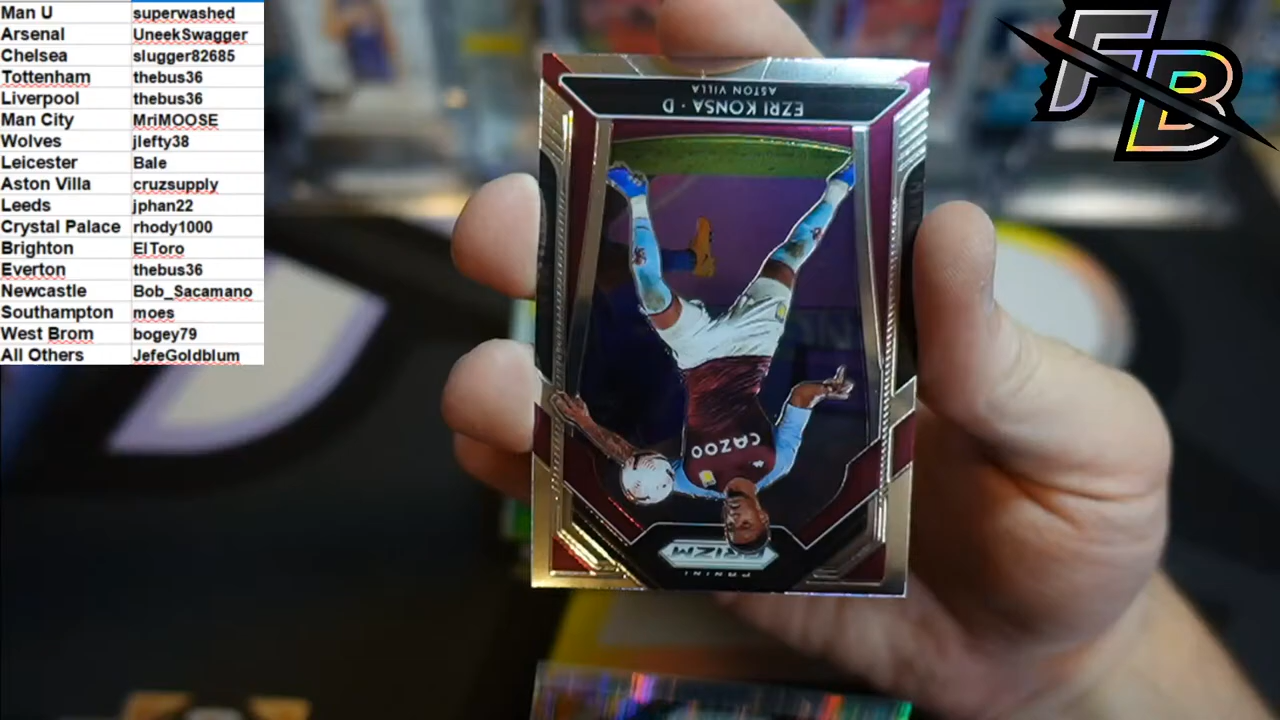 Man U superwashed
Arsenal UneekSwagger
Chelsea slugger82685
Tottenham thebus36
Liverpool thebus36
Man City MriMOOSE
Wolves jlefty38
Leicester Bale
Aston Villa cruzsupply
Leeds jphan22
Crystal Palace rhody1000
Brighton ElToro
Everton thebus36
Newcastle Bob_Sacamano
Southampton moes
West Brom bogey79
All Others JefeGoldblum
FB
ASTON VILLA
EZRI KONSA · D
CAZOO
PRIZM
PANINI